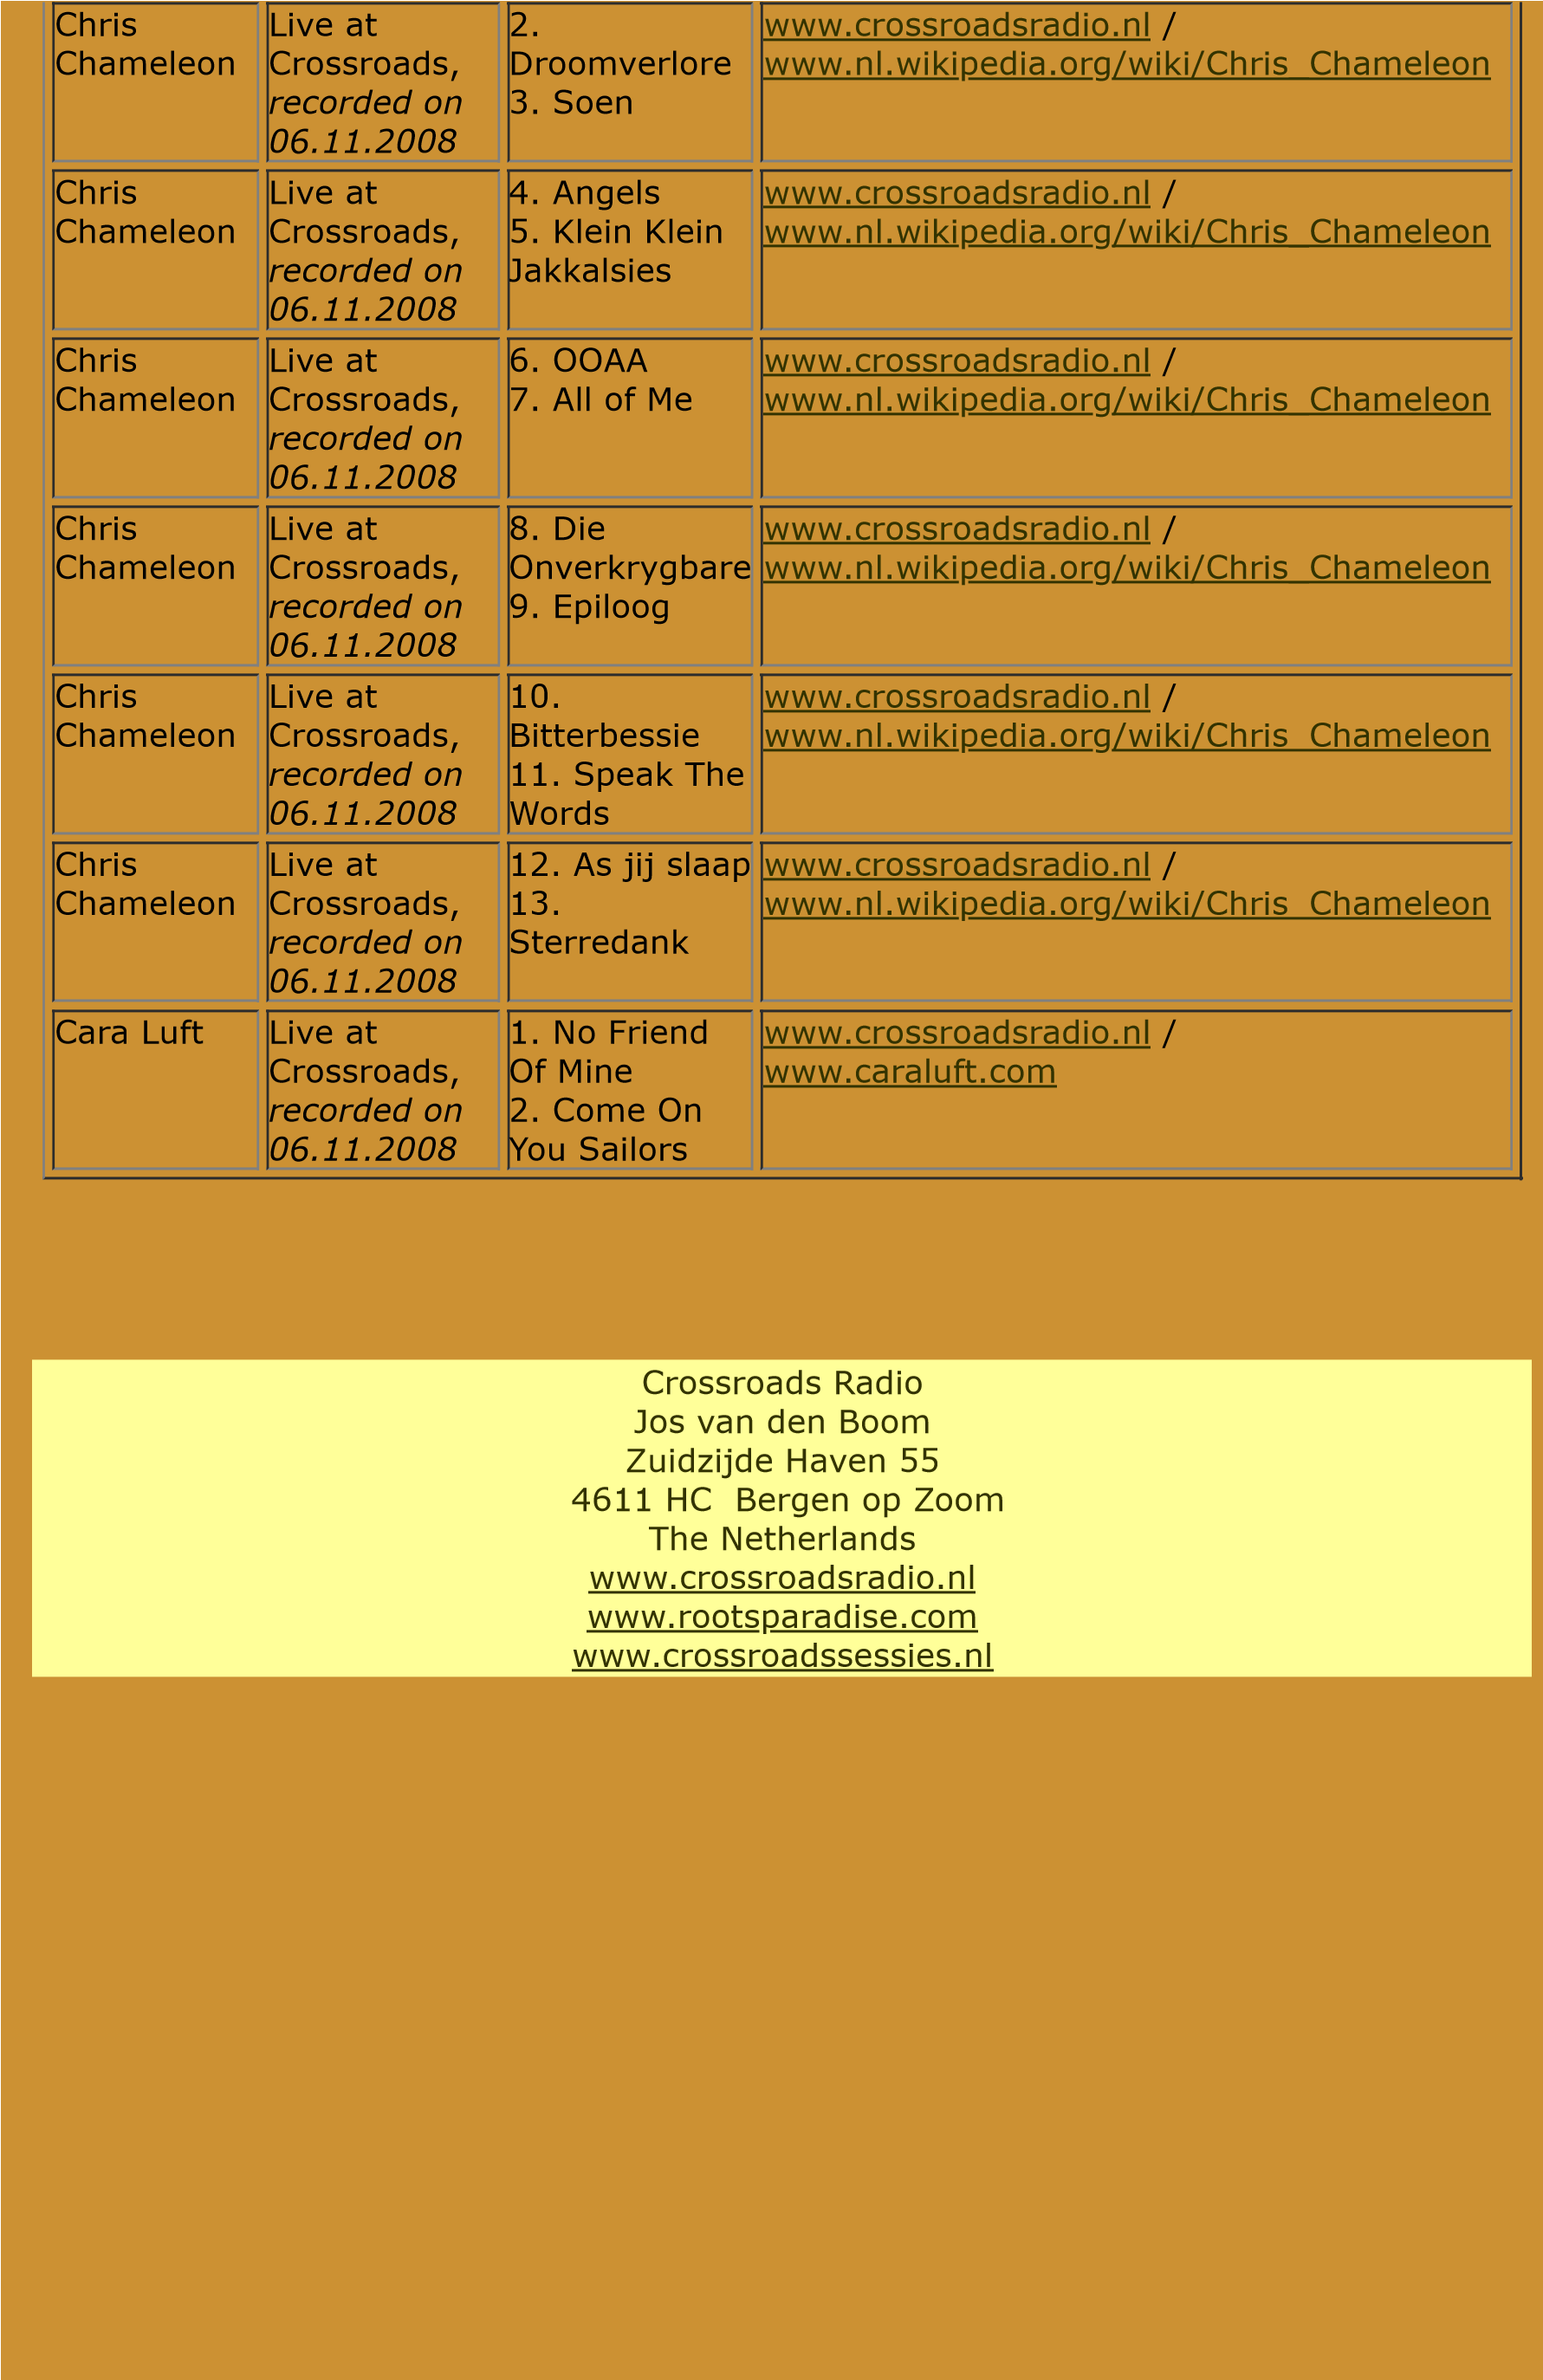 Chris
Chameleon
Live at
Crossroads,
recorded on
06.11.2008
2.
Droomverlore
3. Soen
www.crossroadsradio.nl /
www.nl.wikipedia.org/wiki/Chris_Chameleon
Chris
Chameleon
Live at
Crossroads,
recorded on
06.11.2008
4. Angels
5. Klein Klein
Jakkalsies
www.crossroadsradio.nl /
www.nl.wikipedia.org/wiki/Chris_Chameleon
Chris
Chameleon
Live at
Crossroads,
recorded on
06.11.2008
6. OOAA
7. All of Me
www.crossroadsradio.nl /
www.nl.wikipedia.org/wiki/Chris_Chameleon
Chris
Chameleon
Live at
Crossroads,
recorded on
06.11.2008
8. Die
Onverkrygbare
9. Epiloog
www.crossroadsradio.nl /
www.nl.wikipedia.org/wiki/Chris_Chameleon
Chris
Chameleon
Live at
Crossroads,
recorded on
06.11.2008
10.
Bitterbessie
11. Speak The
Words
www.crossroadsradio.nl /
www.nl.wikipedia.org/wiki/Chris_Chameleon
Chris
Chameleon
Live at
Crossroads,
recorded on
06.11.2008
12. As jij slaap
13.
Sterredank
www.crossroadsradio.nl /
www.nl.wikipedia.org/wiki/Chris_Chameleon
Cara Luft
Live at
Crossroads,
recorded on
06.11.2008
1. No Friend
Of Mine
2. Come On
You Sailors
www.crossroadsradio.nl /
www.caraluft.com
Crossroads Radio
Jos van den Boom
Zuidzijde Haven 55
4611 HC  Bergen op Zoom
The Netherlands
www.crossroadsradio.nl
www.rootsparadise.com
www.crossroadssessies.nl